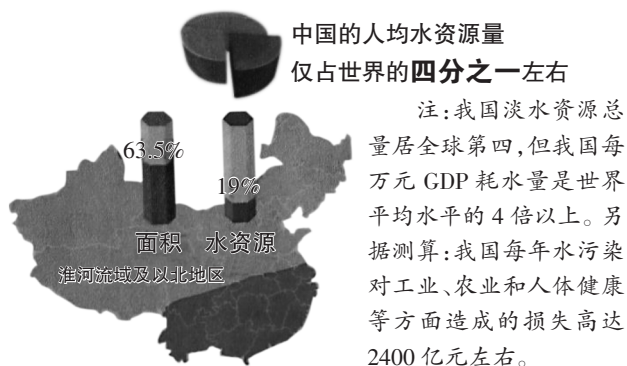 中国的人均水资源量
仅占世界的四分之一左右
63.5%
19%
面积
水资源
淮河流域及以北地区
注:我国淡水资源总
量居全球第四,但我国每
万元 GDP 耗水量是世界
平均水平的 4 倍以上。另
据测算:我国每年水污染
对工业、农业和人体健康
等方面造成的损失高达
2400 亿元左右。